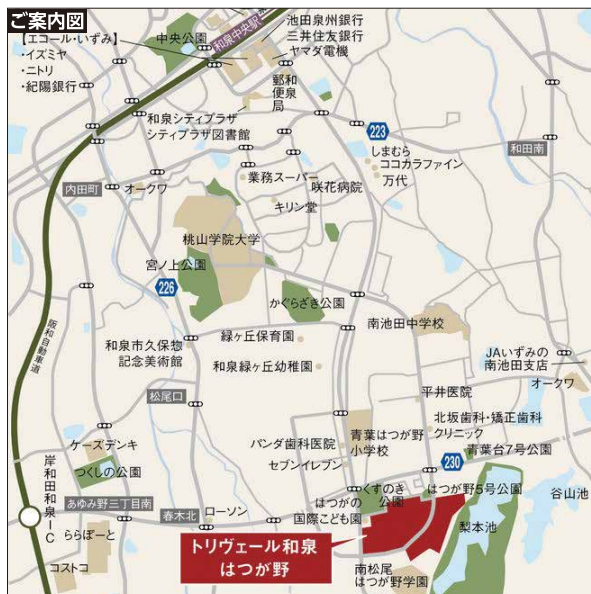 ご案内図
【エコール・いずみ】
・イズミヤ
・ニトリ
・紀陽銀行
中央公園
和泉中央駅
池田泉州銀行
三井住友銀行
ヤマダ電機
和泉
郵便局
和泉シティプラザ
シティプラザ図書館
223
しまむら
ココカラファイン
万代
和田南
内田町
オークワ
業務スーパー
咲花病院
キリン堂
桃山学院大学
宮ノ上公園
226
かぐらざき公園
阪和自動車道
和泉市久保惣
記念美術館
緑ヶ丘保育園
和泉緑ヶ丘幼稚園
南池田中学校
JAいずみの
南池田支店
オークワ
松尾口
平井医院
北坂歯科・矯正歯科
クリニック
青葉台7号公園
ケーズデンキ
つくしの公園
バンダ歯科医院
セブンイレブン
青葉はつが野
小学校
230
岸和田和泉IC
あゆみ野三丁目南
春木北
ローソン
くすのき
公園
はつが野5号公園
谷山池
はつがの
国際こども園
梨本池
ららぽーと
コストコ
トリヴェール和泉
はつが野
南松尾
はつが野学園